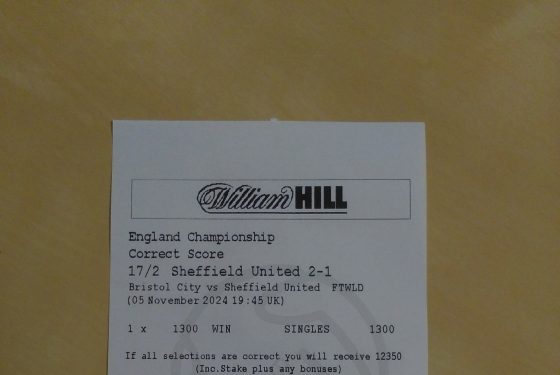 William HILL
England Championship
Correct Score
17/2 Sheffield United 2-1
Bristol City vs Sheffield United FTWLD
(05 November 2024 19:45 UK)
1 x 1300 WIN SINGLES 1300
If all selections are correct you will receive 12350
(Inc.Stake plus any bonuses)